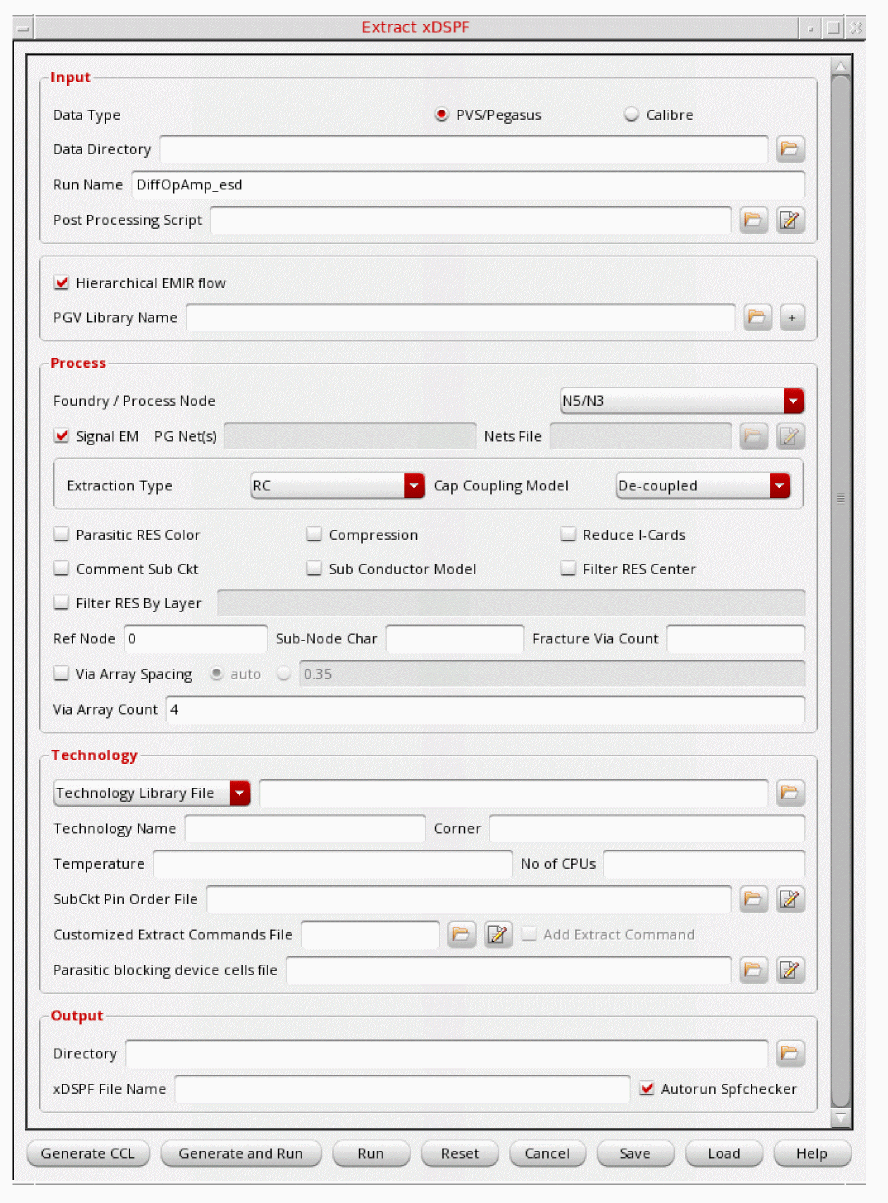 Extract xDSPF
Input
Data Type PVS/Pegasus Calibre
Data Directory
Run Name DiffOpAmp_esd
Post Processing Script
Hierarchical EMIR flow
PGV Library Name +
Process
Foundry / Process Node N5/N3
Signal EM PG Net(s) Nets File
Extraction Type RC Cap Coupling Model De-coupled
Parasitic RES Color Compression Reduce I-Cards
Comment Sub Ckt Sub Conductor Model Filter RES Center
Filter RES By Layer
Ref Node 0 Sub-Node Char Fracture Via Count
Via Array Spacing auto 0.35
Via Array Count 4
Technology
Technology Library File
Technology Name Corner
Temperature No of CPUs
SubCkt Pin Order File
Customized Extract Commands File Add Extract Command
Parasitic blocking device cells file
Output
Directory
xDSPF File Name Autorun Spfchecker
Generate CCL Generate and Run Run Reset Cancel Save Load Help